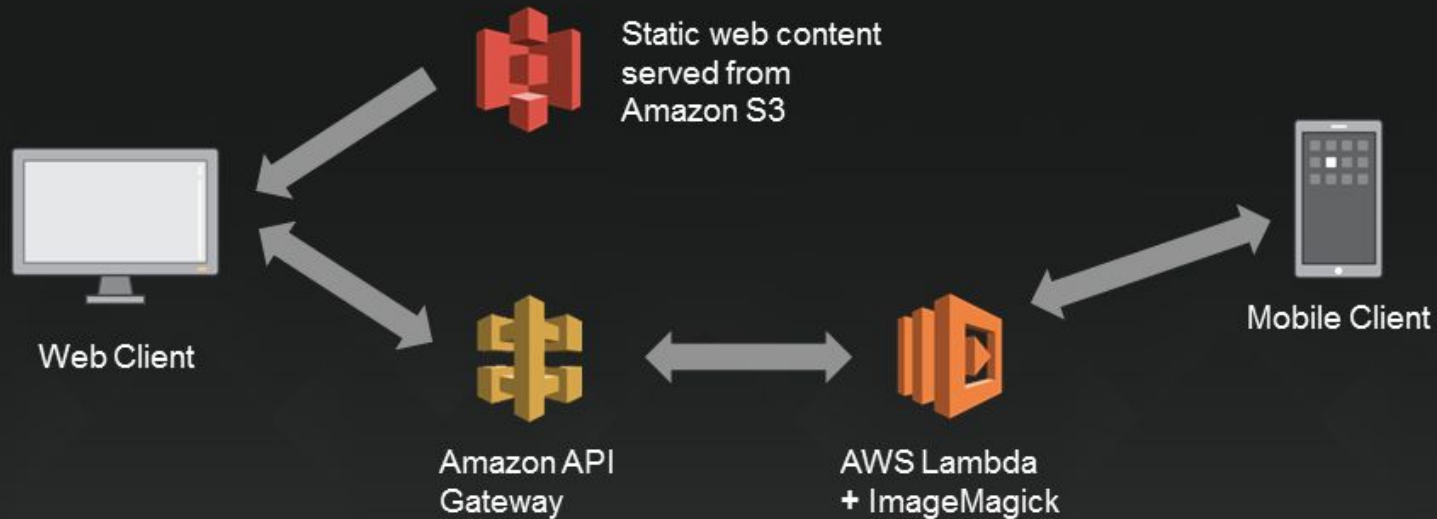 Static web content
served from
Amazon S3
Web Client
Mobile Client
Amazon API
Gateway
AWS Lambda
+ ImageMagick